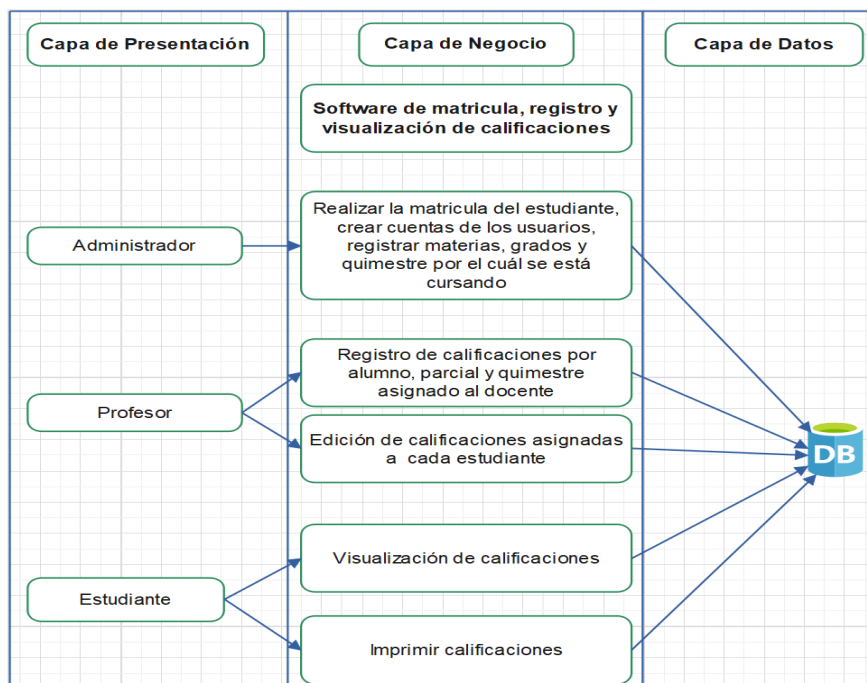 Capa de Presentación
Capa de Negocio
Capa de Datos
Software de matricula, registro y
visualización de calificaciones
Administrador
Realizar la matricula del estudiante,
crear cuentas de los usuarios,
registrar materias, grados y
quimestre por el cuál se está
cursando
Profesor
Registro de calificaciones por
alumno, parcial y quimestre
asignado al docente
Edición de calificaciones asignadas
a cada estudiante
DB
Estudiante
Visualización de calificaciones
Imprimir calificaciones